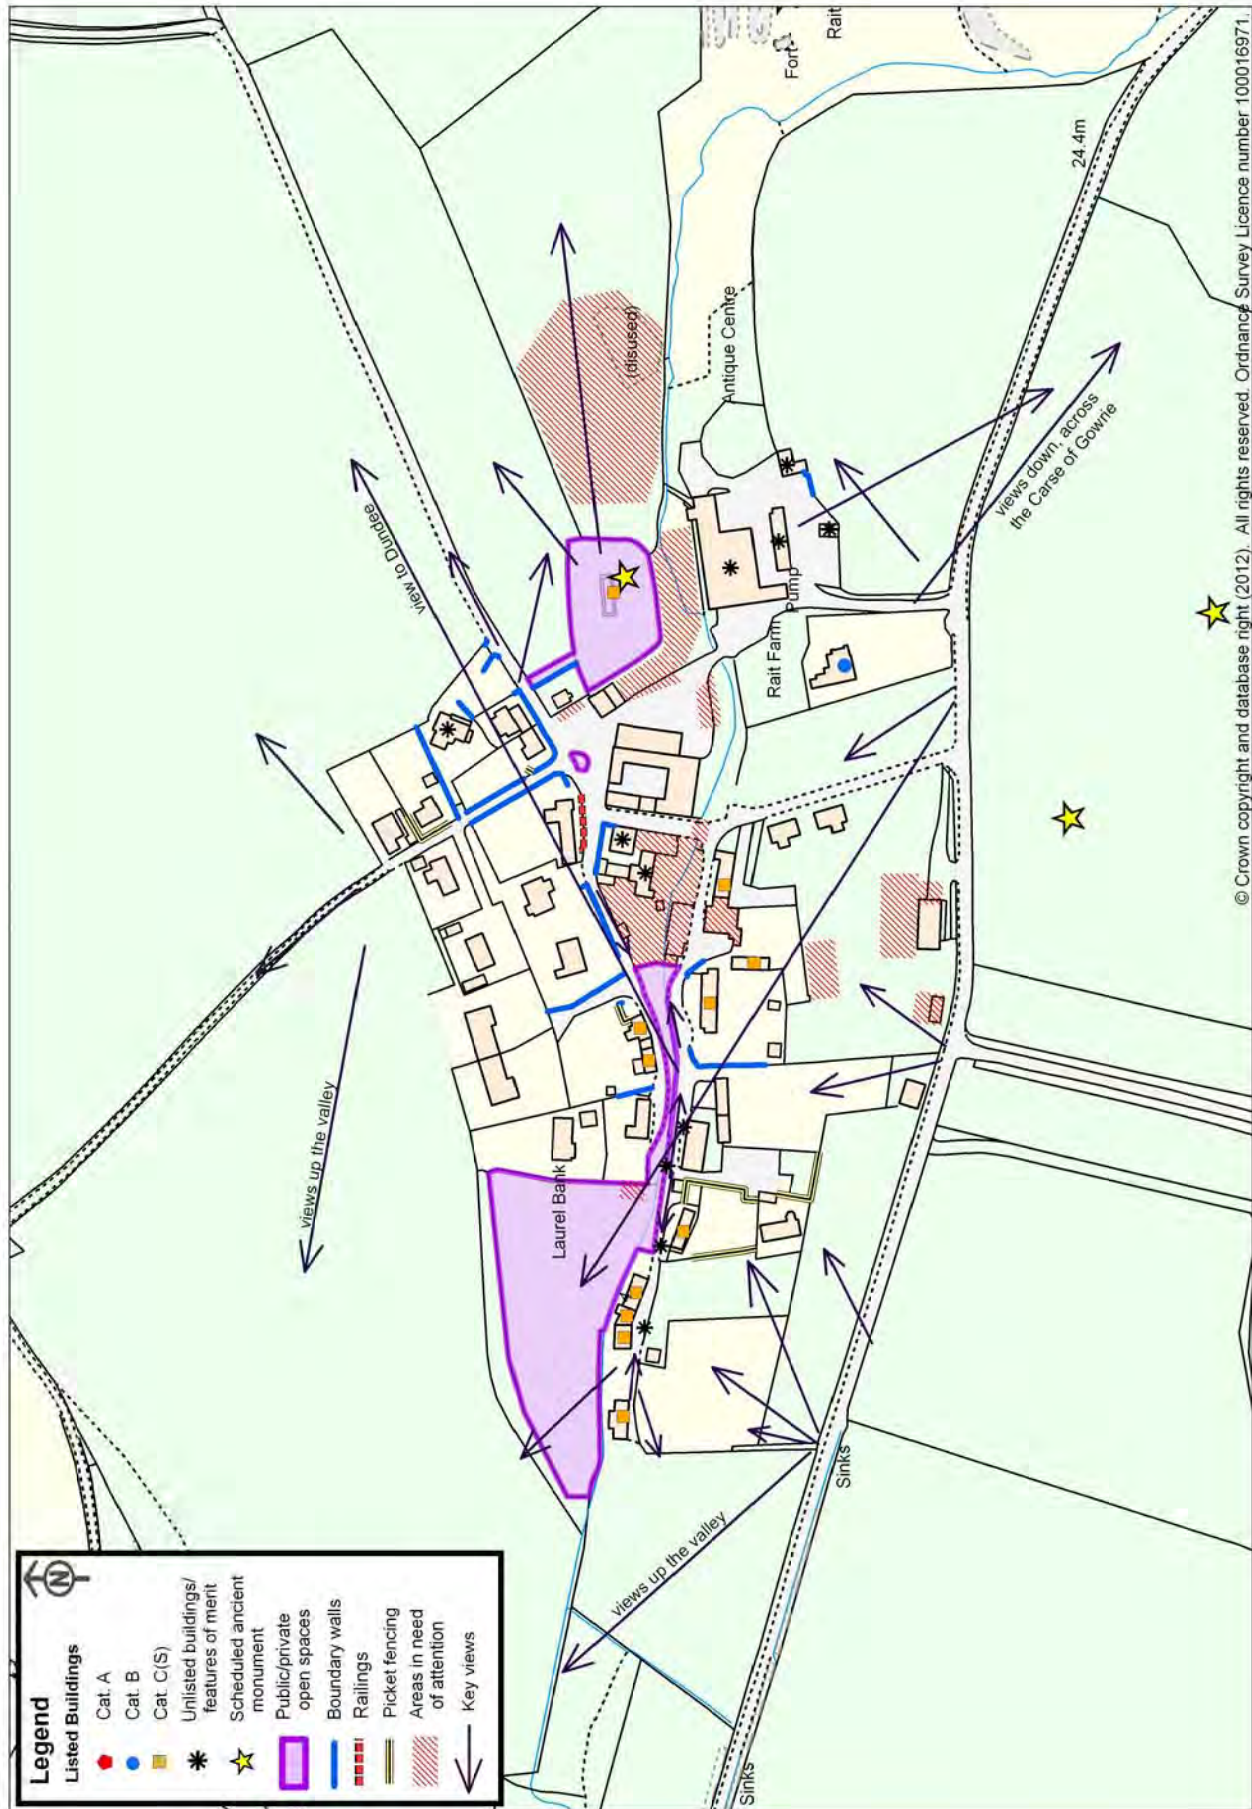 Legend
N
Listed Buildings
Cat. A
Cat. B
Cat. C(S)
Unlisted buildings/
features of merit
Scheduled ancient
monument
Public/private
open spaces
Boundary walls
Railings
Picket fencing
Areas in need
of attention
Key views
views up the valley
view to Dundee
Laurel Bank
(disused)
Fort
Rait
Antique Centre
Rait Farm
Pump
24.4m
views down, across
the Carse of Gowrie
views up the valley
Sinks
Sinks
© Crown copyright and database right (2012). All rights reserved. Ordnance Survey Licence number 100016971.